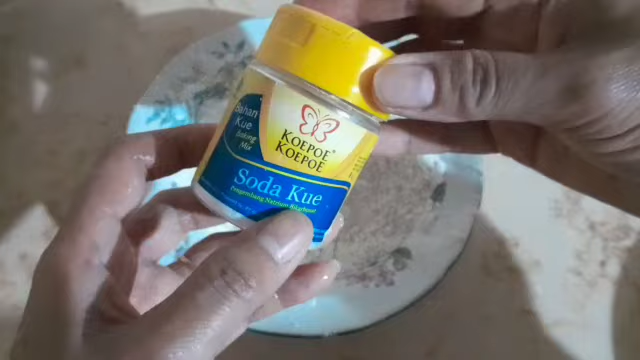 Bahan
Kue
Baking
Mix
KOEPOE®
KOEPOE
Soda Kue
Pengembang Natrium Bikarbonat